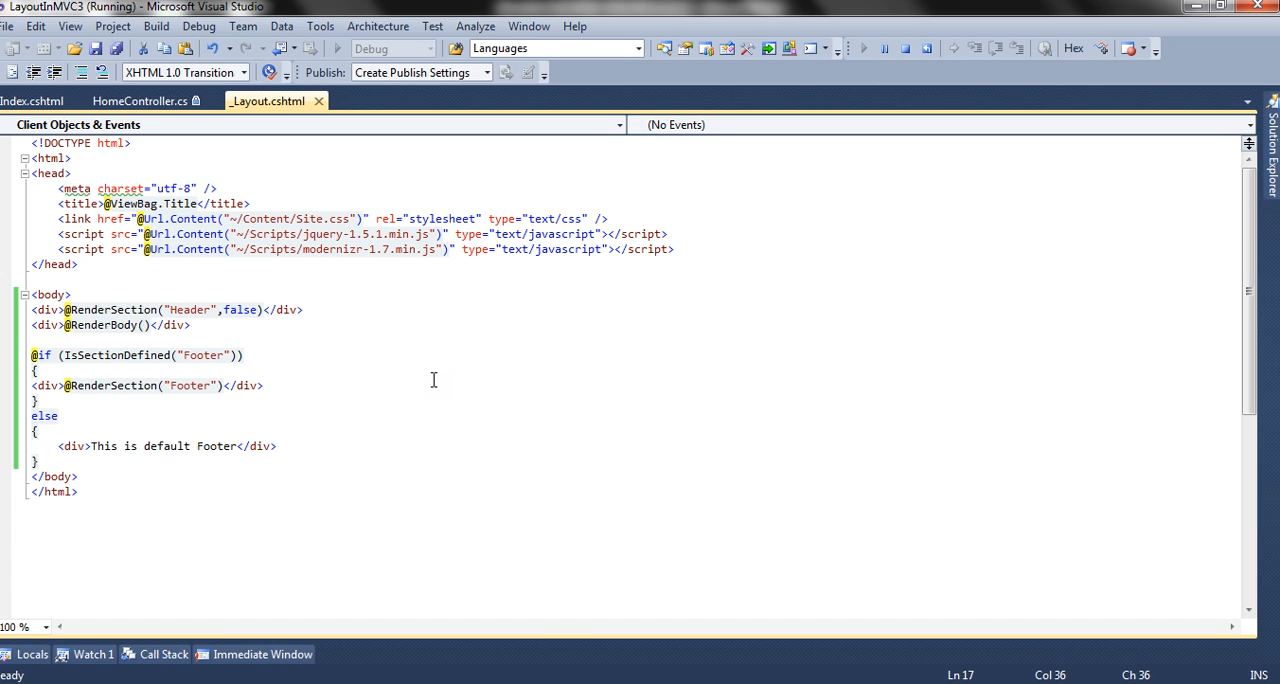 LayoutInMVC3 (Running) - Microsoft Visual Studio
File Edit View Project Build Debug Team Data Tools Architecture Test Analyze Window Help
Debug Languages Hex
XHTML 1.0 Transition Publish: Create Publish Settings
Index.cshtml HomeController.cs _Layout.cshtml
Client Objects & Events (No Events)
<!DOCTYPE html>
<html>
<head>
<meta charset="utf-8" />
<title>@ViewBag.Title</title>
<link href="@Url.Content("~/Content/Site.css")" rel="stylesheet" type="text/css" />
<script src="@Url.Content("~/Scripts/jquery-1.5.1.min.js")" type="text/javascript"></script>
<script src="@Url.Content("~/Scripts/modernizr-1.7.min.js")" type="text/javascript"></script>
</head>
<body>
<div>@RenderSection("Header",false)</div>
<div>@RenderBody()</div>
@if (IsSectionDefined("Footer"))
{
<div>@RenderSection("Footer")</div>
}
else
{
<div>This is default Footer</div>
}
</body>
</html>
Solution Explorer
100 %
Locals Watch 1 Call Stack Immediate Window
eady Ln 17 Col 36 Ch 36 INS